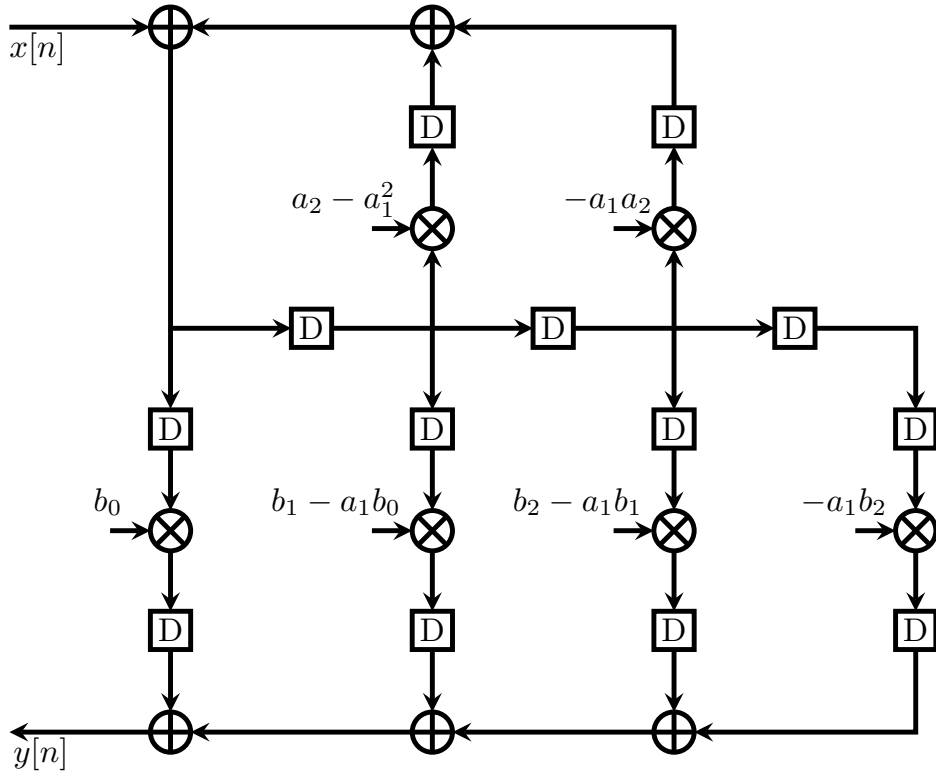 x[n]
D
D
a_2 − a_1^2
−a_1a_2
D
D
D
D
D
D
D
b_0
b_1 − a_1b_0
b_2 − a_1b_1
−a_1b_2
D
D
D
D
y[n]